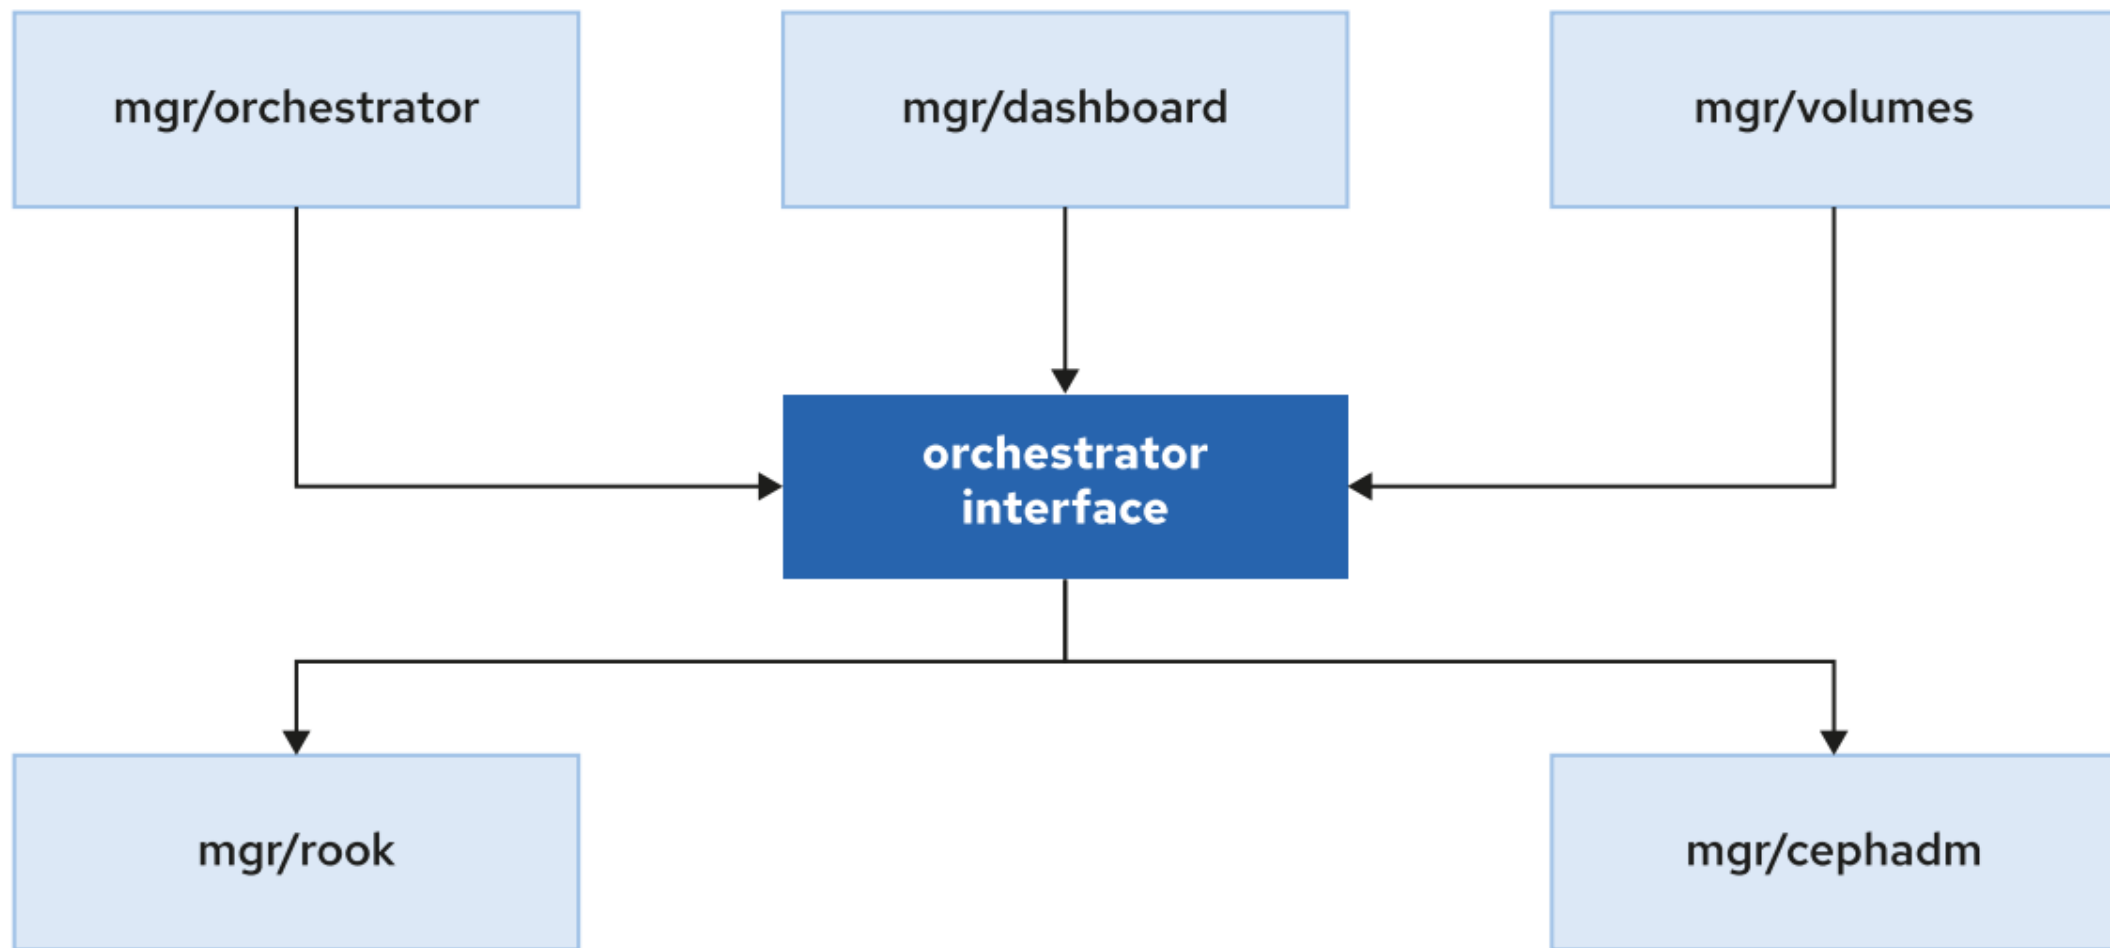 mgr/orchestrator
mgr/dashboard
mgr/volumes
orchestrator
interface
mgr/rook
mgr/cephadm